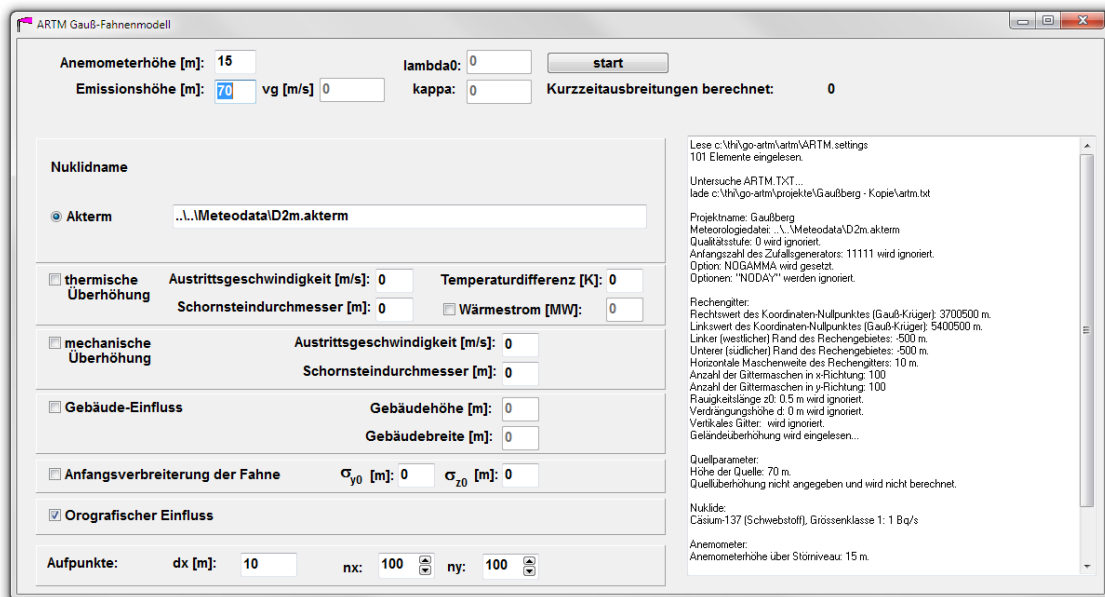 ARTM Gauß-Fahnenmodell
Anemometerhöhe [m]: 15 lambda0: 0 start
Emissionshöhe [m]: 70 vg [m/s] 0 kappa: 0 Kurzzeitausbreitungen berechnet: 0
Nuklidname
Akterm ..\..\Meteodata\D2m.akterm
thermische Überhöhung
Austrittsgeschwindigkeit [m/s]: 0 Temperaturdifferenz [K]: 0
Schornsteindurchmesser [m]: 0 Wärmestrom [MW]: 0
mechanische Überhöhung
Austrittsgeschwindigkeit [m/s]: 0
Schornsteindurchmesser [m]: 0
Gebäude-Einfluss Gebäudehöhe [m]: 0
Gebäudebreite [m]: 0
Anfangsverbreiterung der Fahne σy0 [m]: 0 σz0 [m]: 0
Orografischer Einfluss
Aufpunkte: dx [m]: 10 nx: 100 ny: 100
Lese c:\thi\go-artm\artm\ARTM.settings
101 Elemente eingelesen.
Untersuche ARTM.TXT...
lade c:\thi\go-artm\projekte\Gaußberg - Kopie\artm.txt
Projektname: Gaußberg
Meteorologiedatei: ..\..\Meteodata\D2m.akterm
Qualitätsstufe: 0 wird ignoriert.
Anfangszahl des Zufallsgenerators: 11111 wird ignoriert.
Option: NOGAMMA wird gesetzt.
Optionen: "NODAY" werden ignoriert.
Rechengitter:
Rechtswert des Koordinaten-Nullpunktes (Gauß-Krüger): 3700500 m.
Linkswert des Koordinaten-Nullpunktes (Gauß-Krüger): 5400500 m.
Linker (westlicher) Rand des Rechengebietes: -500 m.
Unterer (südlicher) Rand des Rechengebietes: -500 m.
Horizontale Maschenweite des Rechengitters: 10 m.
Anzahl der Gittermaschen in x-Richtung: 100
Anzahl der Gittermaschen in y-Richtung: 100
Rauigkeitslänge z0: 0.5 m wird ignoriert.
Verdrängungshöhe d: 0 m wird ignoriert.
Vertikales Gitter: wird ignoriert.
Geländeüberhöhung wird eingelesen...
Quellparameter:
Höhe der Quelle: 70 m.
Quellüberhöhung nicht angegeben und wird nicht berechnet.
Nuklide:
Cäsium-137 (Schwebstoff), Grössenklasse 1: 1 Bq/s
Anemometer:
Anemometerhöhe über Störniveau: 15 m.